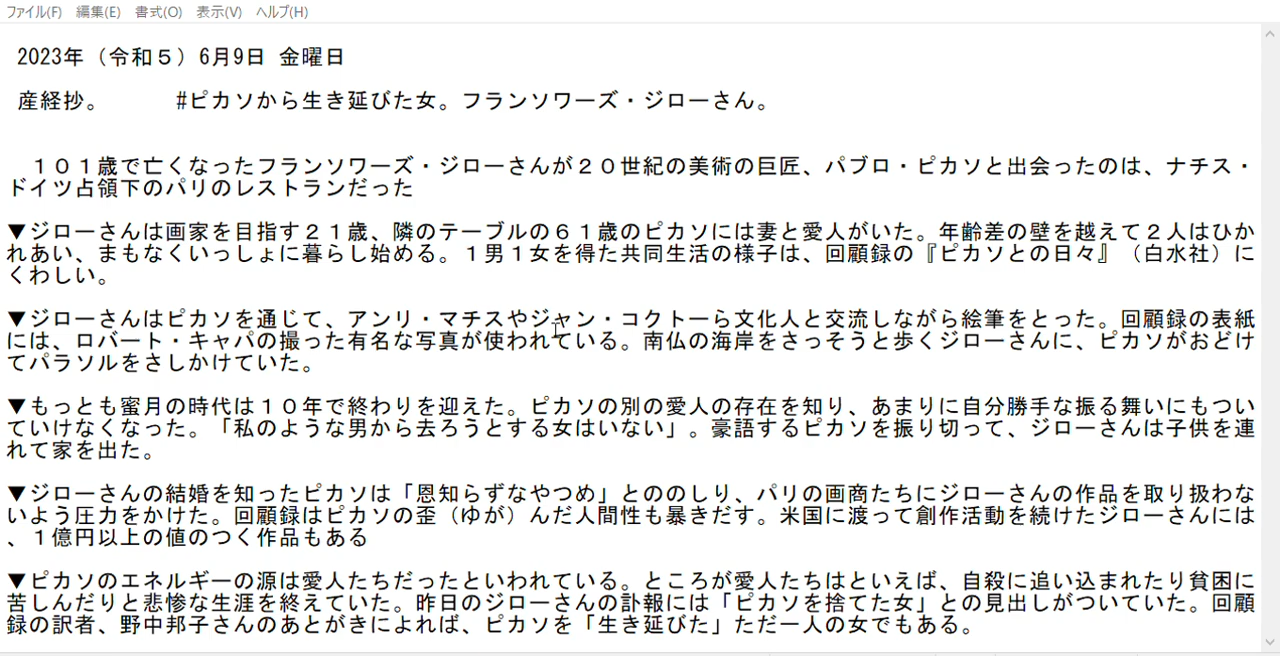 ファイル(F) 編集(E) 書式(O) 表示(V) ヘルプ(H)
2023年（令和５）6月9日 金曜日
産経抄。 #ピカソから生き延びた女。フランソワーズ・ジローさん。
１０１歳で亡くなったフランソワーズ・ジローさんが２０世紀の美術の巨匠、パブロ・ピカソと出会ったのは、ナチス・
ドイツ占領下のパリのレストランだった
▼ジローさんは画家を目指す２１歳、隣のテーブルの６１歳のピカソには妻と愛人がいた。年齢差の壁を越えて２人はひか
れあい、まもなくいっしょに暮らし始める。１男１女を得た共同生活の様子は、回顧録の『ピカソとの日々』（白水社）に
くわしい。
▼ジローさんはピカソを通じて、アンリ・マチスやジャン・コクトーら文化人と交流しながら絵筆をとった。回顧録の表紙
には、ロバート・キャパの撮った有名な写真が使われている。南仏の海岸をさっそうと歩くジローさんに、ピカソがおどけ
てパラソルをさしかけていた。
▼もっとも蜜月の時代は１０年で終わりを迎えた。ピカソの別の愛人の存在を知り、あまりに自分勝手な振る舞いにもつい
ていけなくなった。「私のような男から去ろうとする女はいない」。豪語するピカソを振り切って、ジローさんは子供を連
れて家を出た。
▼ジローさんの結婚を知ったピカソは「恩知らずなやつめ」とののしり、パリの画商たちにジローさんの作品を取り扱わな
いよう圧力をかけた。回顧録はピカソの歪（ゆが）んだ人間性も暴きだす。米国に渡って創作活動を続けたジローさんには
、１億円以上の値のつく作品もある
▼ピカソのエネルギーの源は愛人たちだったといわれている。ところが愛人たちはといえば、自殺に追い込まれたり貧困に
苦しんだりと悲惨な生涯を終えていた。昨日のジローさんの訃報には「ピカソを捨てた女」との見出しがついていた。回顧
録の訳者、野中邦子さんのあとがきによれば、ピカソを「生き延びた」ただ一人の女でもある。